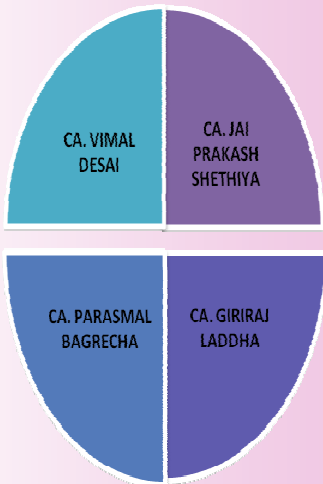 CA. VIMAL
DESAI
CA. JAI
PRAKASH
SHETHIYA
CA. PARASMAL
BAGRECHA
CA. GIRIRAJ
LADDHA